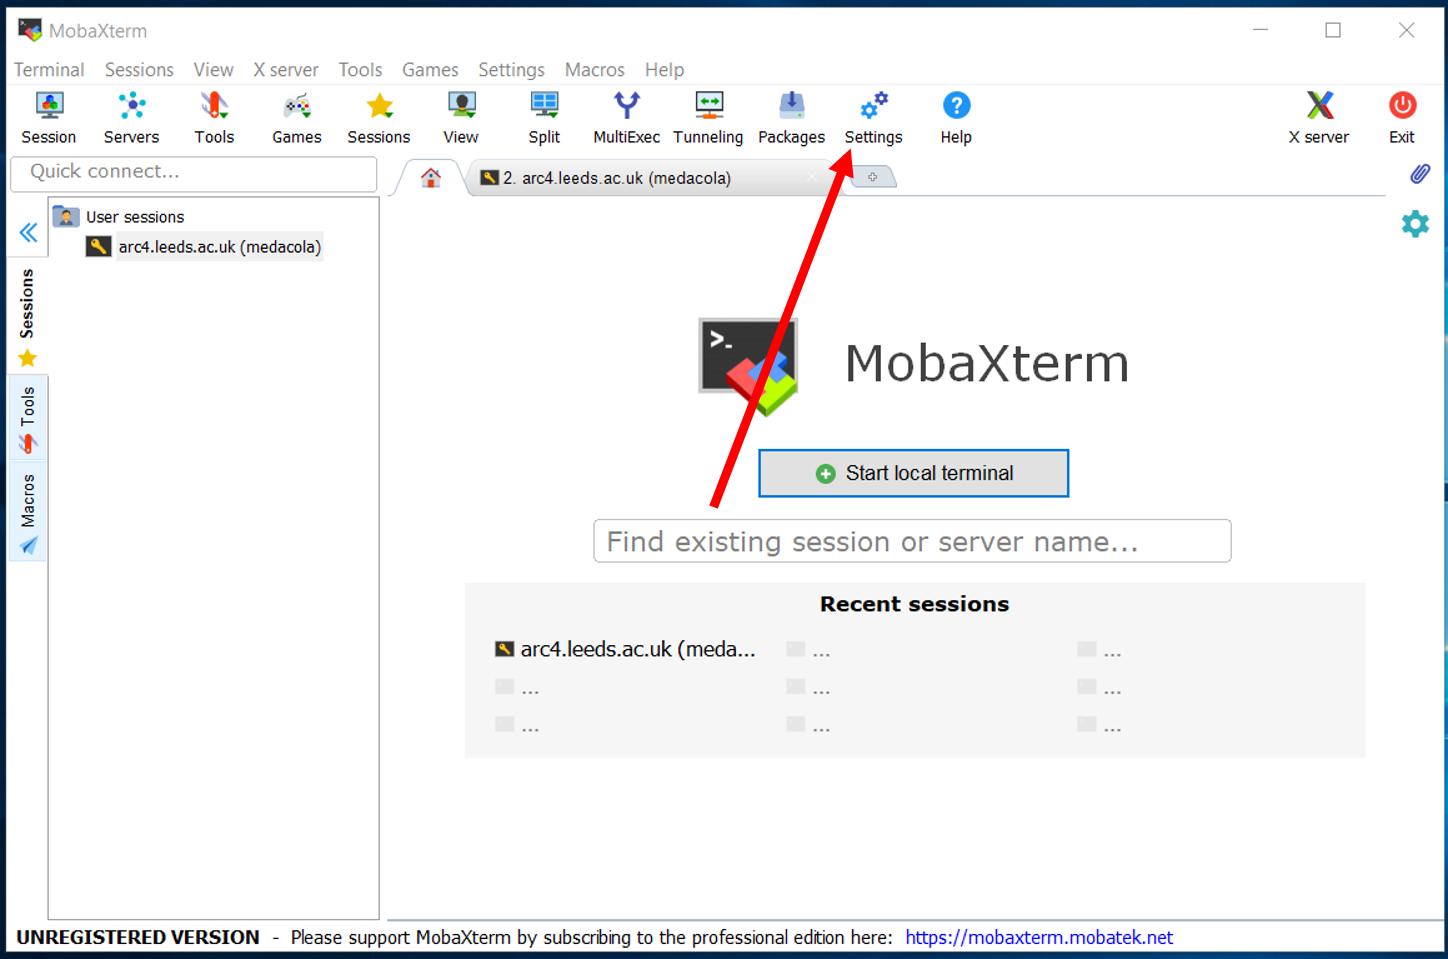 MobaXterm
Terminal Sessions View X server Tools Games Settings Macros Help
Session Servers Tools Games Sessions View Split MultiExec Tunneling Packages Settings Help X server Exit
Quick connect...
2. arc4.leeds.ac.uk (medacola)
User sessions
arc4.leeds.ac.uk (medacola)
Sessions
Tools
Macros
>_
MobaXterm
Start local terminal
Find existing session or server name...
Recent sessions
arc4.leeds.ac.uk (meda... ... ...
... ... ...
... ... ...
UNREGISTERED VERSION - Please support MobaXterm by subscribing to the professional edition here: https://mobaxterm.mobatek.net